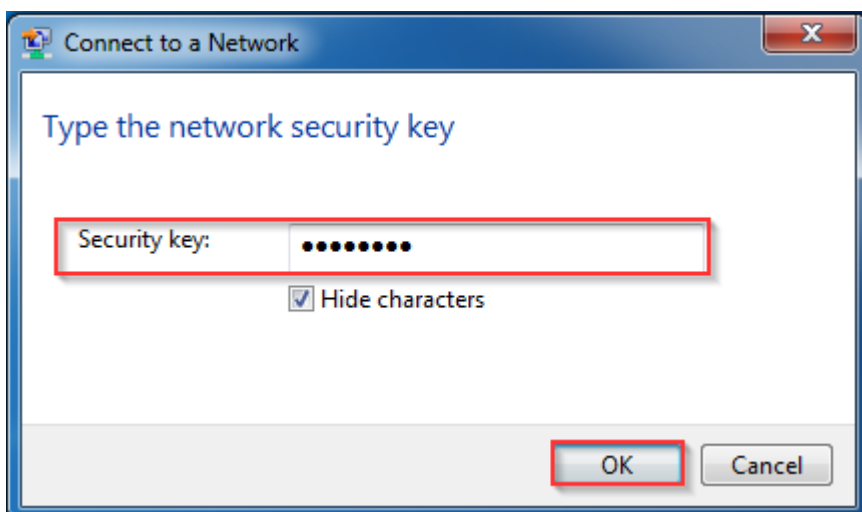 Connect to a Network
Type the network security key
Security key: ••••••••
Hide characters
OK Cancel